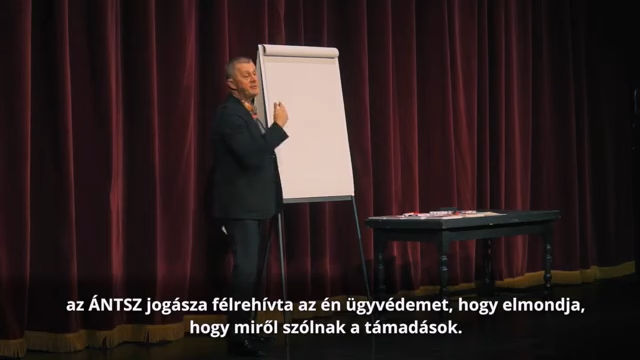 az ÁNTSZ jogásza félrehívta az én ügyvédemet, hogy elmondja,
hogy miről szólnak a támadások.